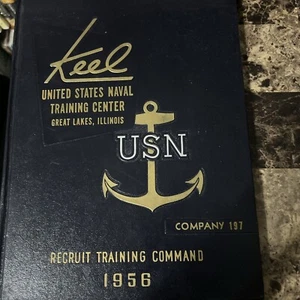 Keel
UNITED STATES NAVAL
TRAINING CENTER
GREAT LAKES, ILLINOIS
USN
COMPANY 197
RECRUIT TRAINING COMMAND
1956